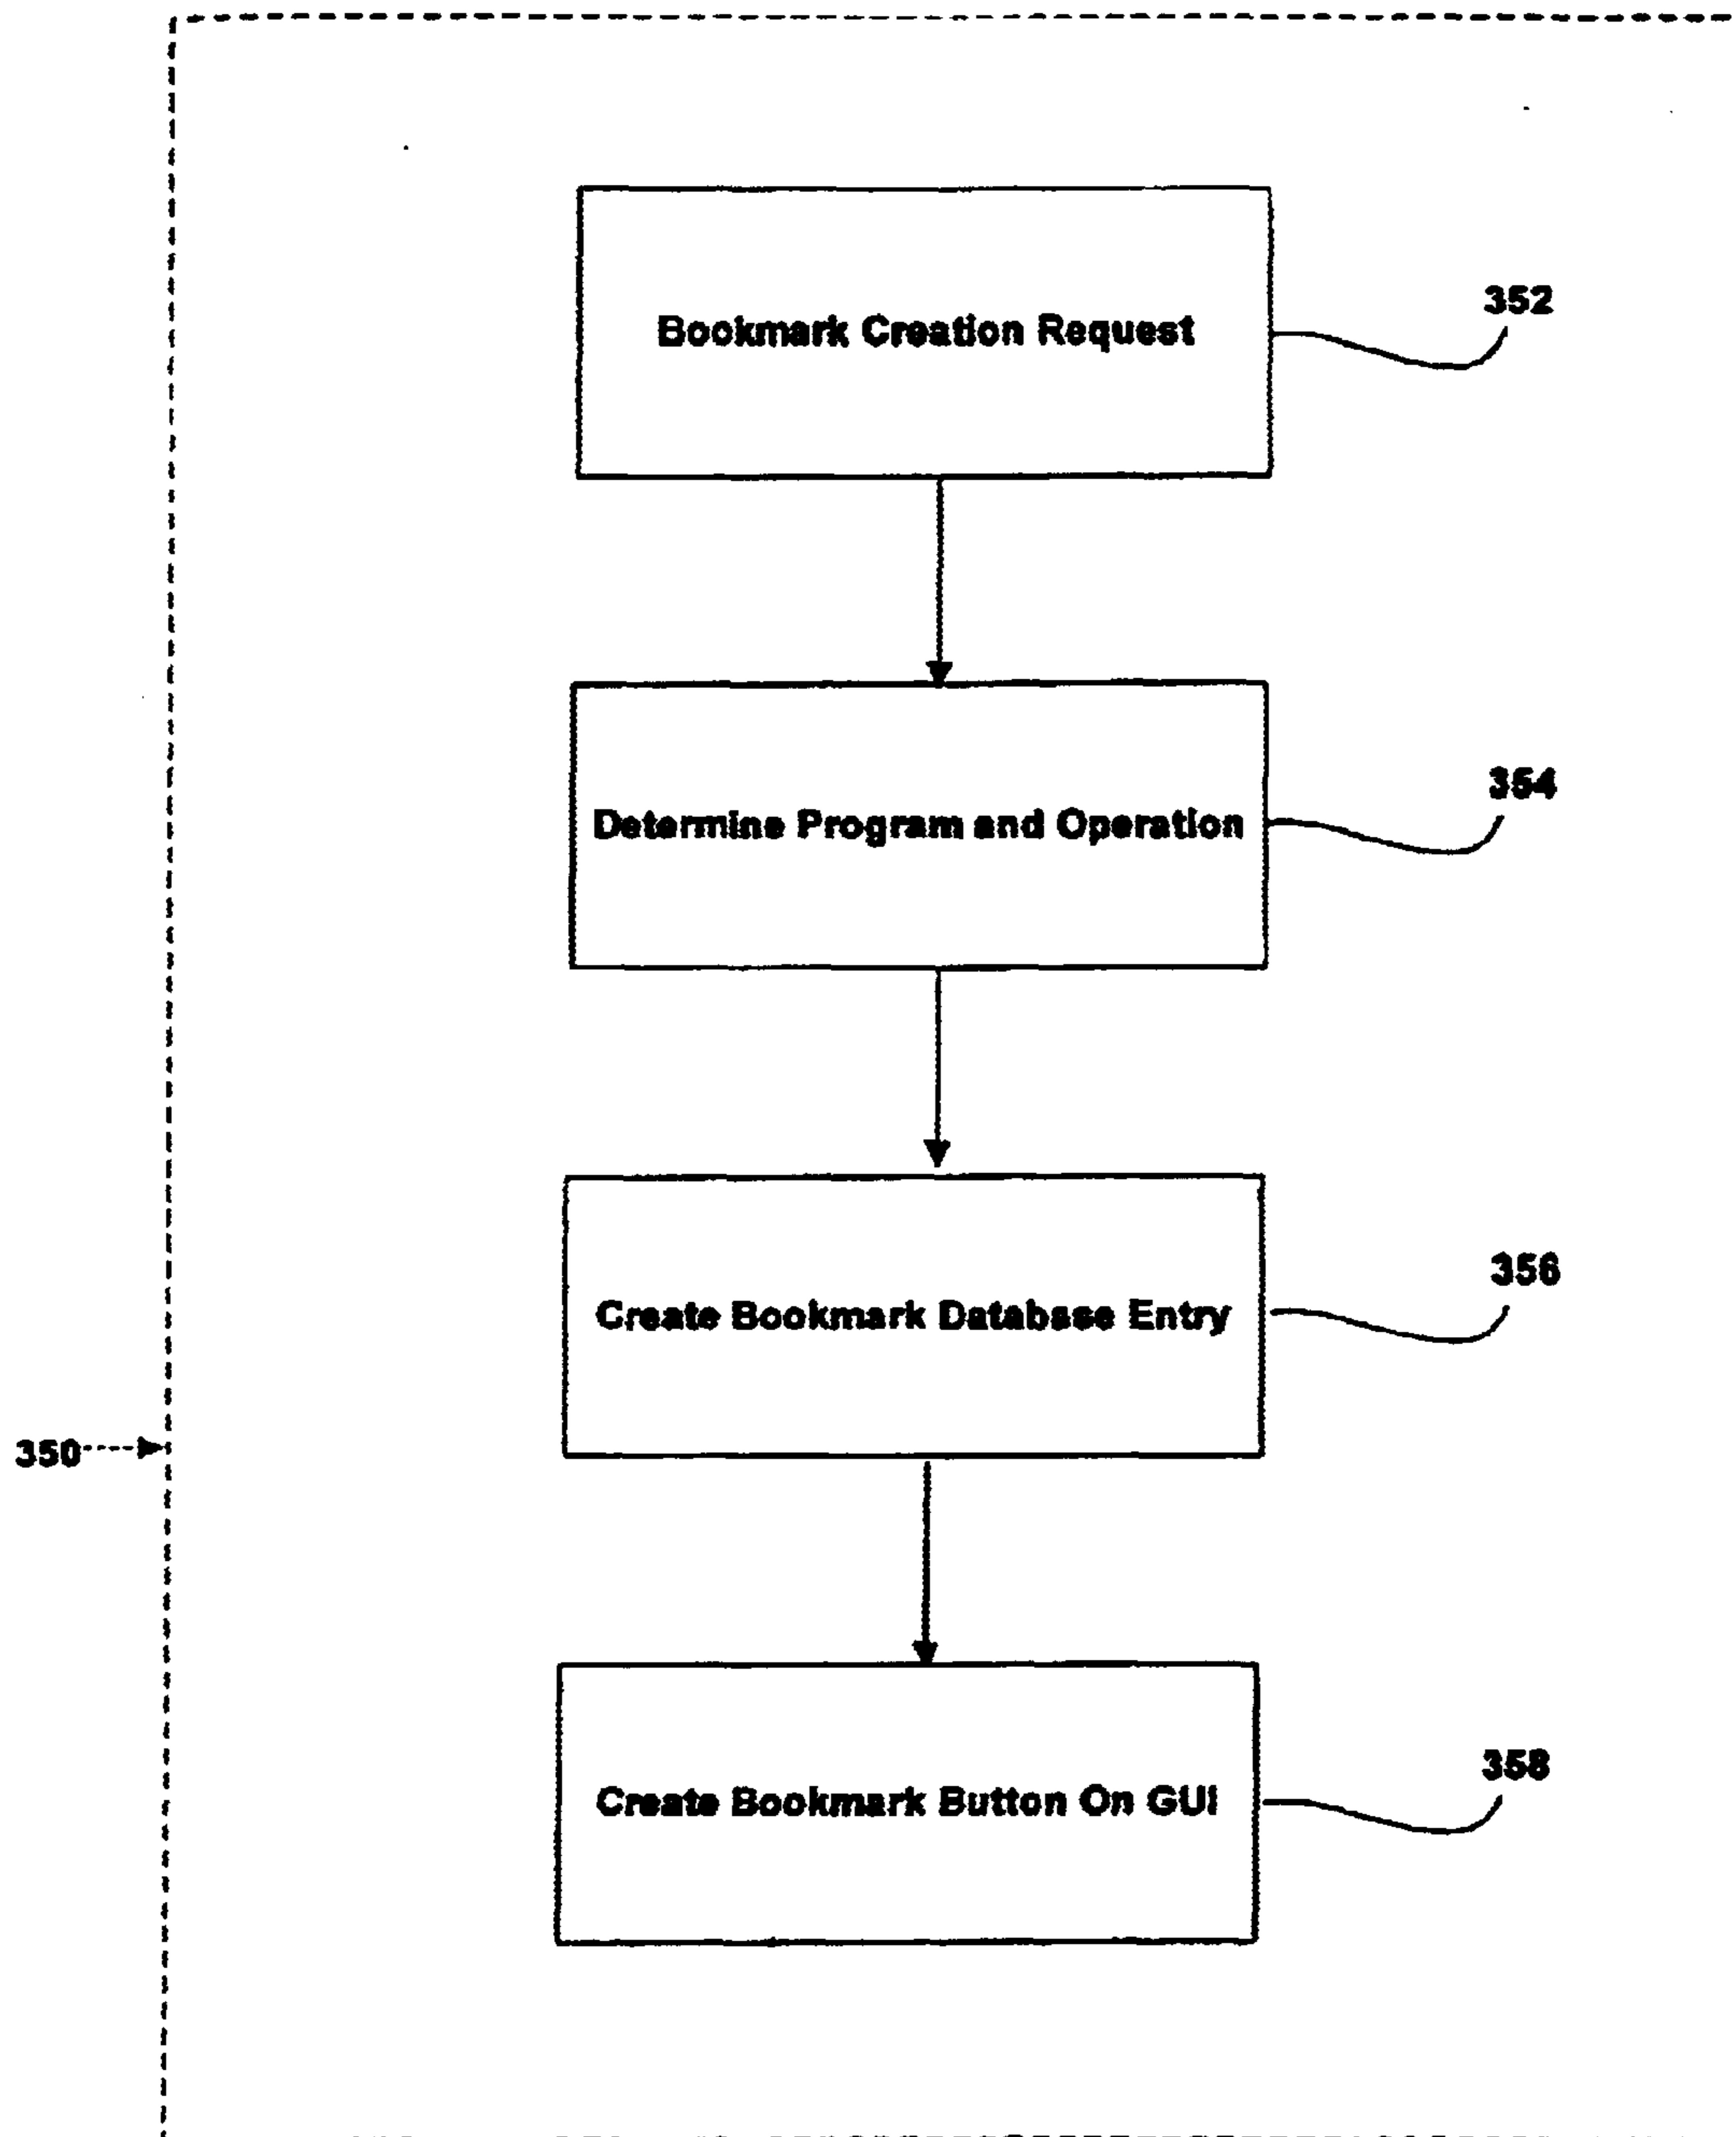 Bookmark Creation Request
352
Determine Program and Operation
354
Create Bookmark Database Entry
356
350
Create Bookmark Button On GUI
358